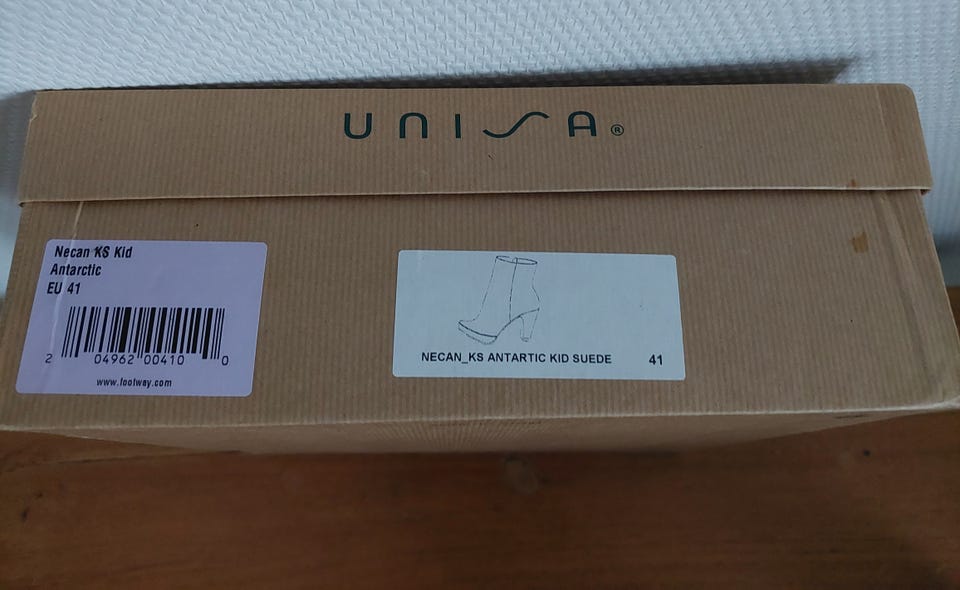 UNISA®
Necan KS Kid
Antarctic
EU 41
2 04962 00410 0
www.footway.com
NECAN_KS ANTARTIC KID SUEDE 41